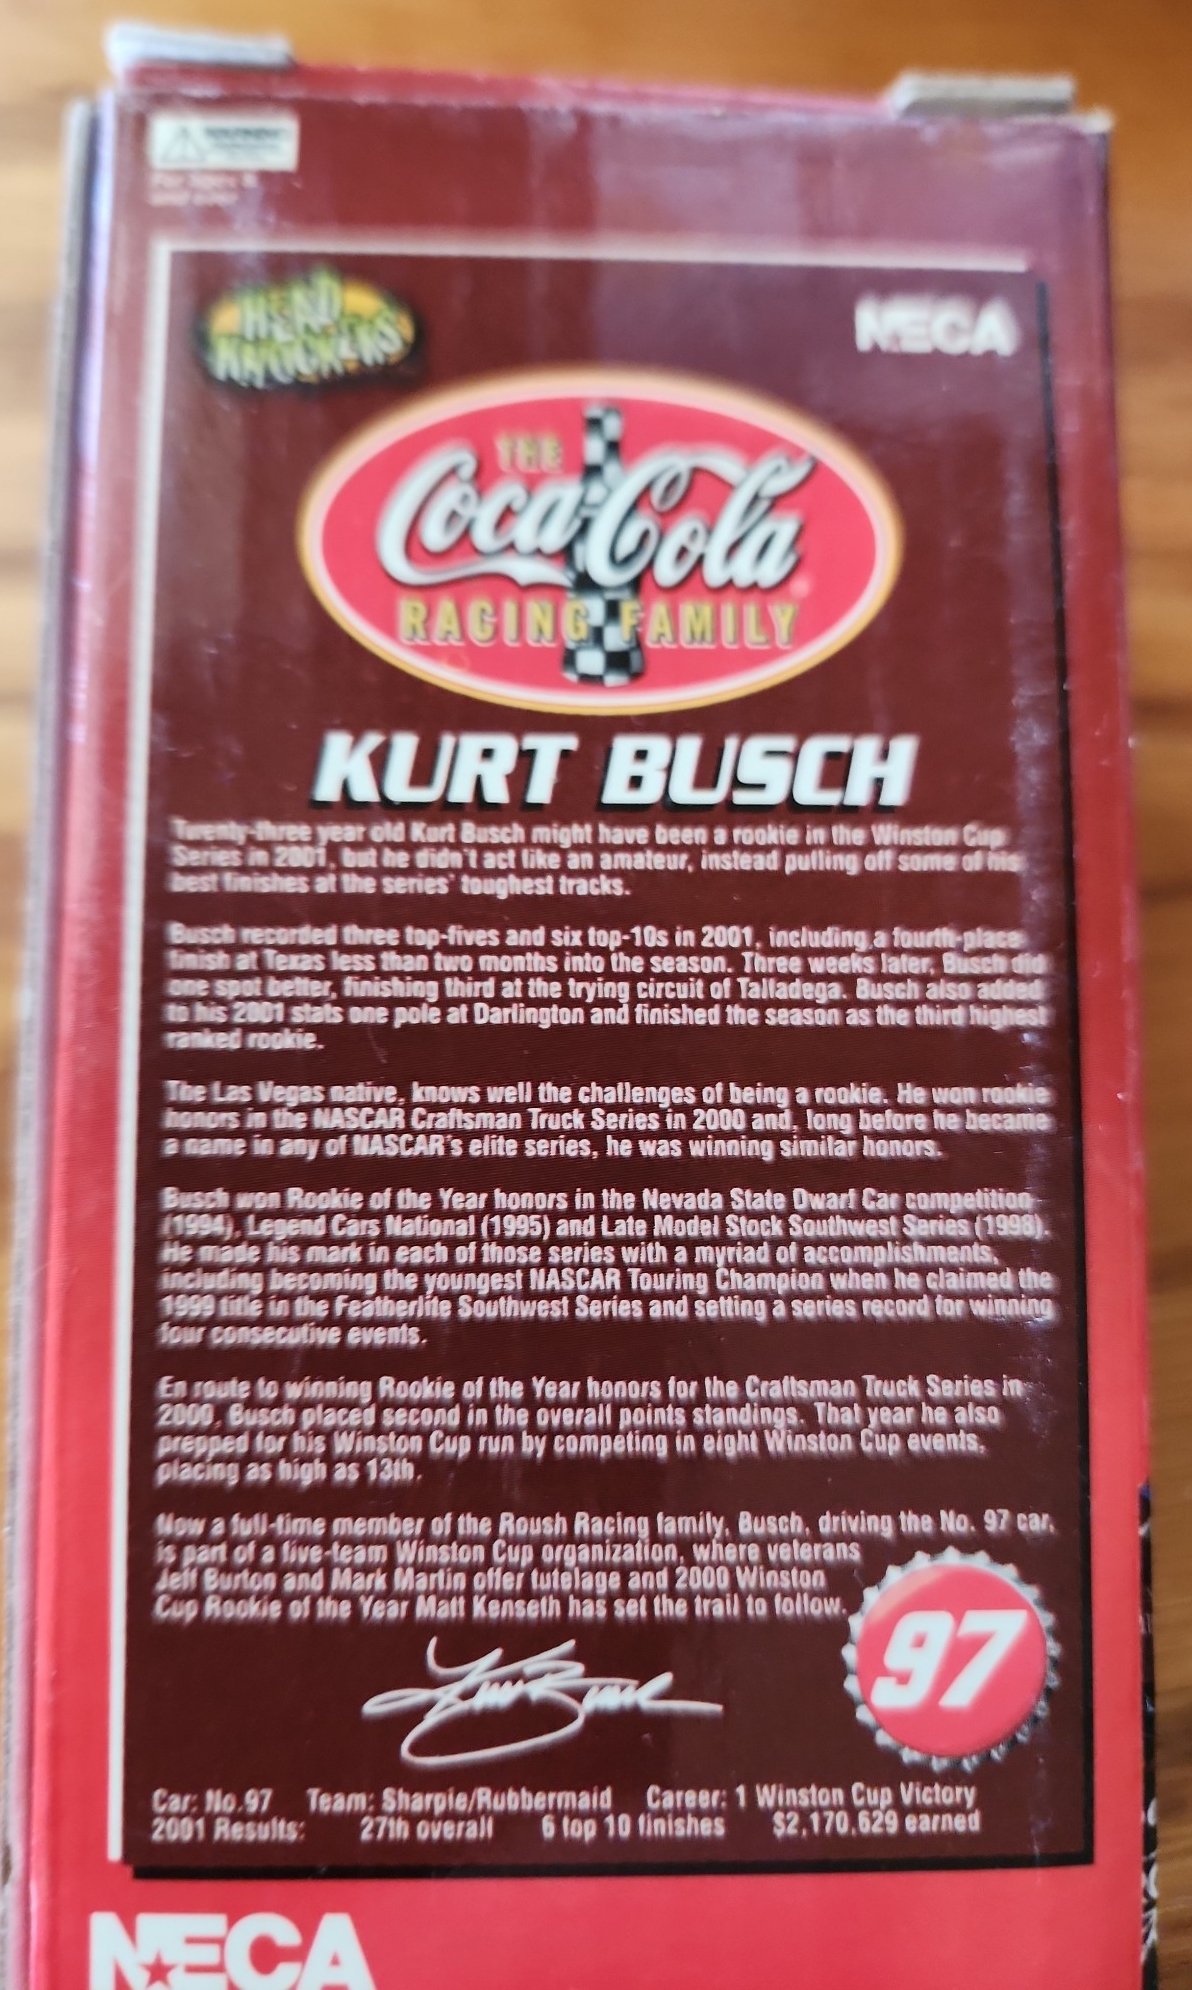 WARNING
HEAD
KNOCKERS
NECA
THE
Coca-Cola
RACING FAMILY
KURT BUSCH
Twenty-three year old Kurt Busch might have been a rookie in the Winston Cup
Series in 2001, but he didn't act like an amateur, instead pulling off some of his
best finishes at the series' toughest tracks.
Busch recorded three top-fives and six top-10s in 2001, including a fourth-place
finish at Texas less than two months into the season. Three weeks later, Busch did
one spot better, finishing third at the trying circuit of Talladega. Busch also added
to his 2001 stats one pole at Darlington and finished the season as the third highest
ranked rookie.
The Las Vegas native, knows well the challenges of being a rookie. He won rookie
honors in the NASCAR Craftsman Truck Series in 2000 and, long before he became
a name in any of NASCAR's elite series, he was winning similar honors.
Busch won Rookie of the Year honors in the Nevada State Dwarf Car competition
(1994), Legend Cars National (1995) and Late Model Stock Southwest Series (1998).
He made his mark in each of those series with a myriad of accomplishments,
including becoming the youngest NASCAR Touring Champion when he claimed the
1999 title in the Featherlite Southwest Series and setting a series record for winning
four consecutive events.
En route to winning Rookie of the Year honors for the Craftsman Truck Series in
2000, Busch placed second in the overall points standings. That year he also
prepped for his Winston Cup run by competing in eight Winston Cup events,
placing as high as 13th.
Now a full-time member of the Roush Racing family, Busch, driving the No. 97 car,
is part of a five-team Winston Cup organization, where veterans
Jeff Burton and Mark Martin offer tutelage and 2000 Winston
Cup Rookie of the Year Matt Kenseth has set the trail to follow.
97
Kurt Busch
Car: No.97 Team: Sharpie/Rubbermaid Career: 1 Winston Cup Victory
2001 Results: 27th overall 6 top 10 finishes $2,170,629 earned
NECA